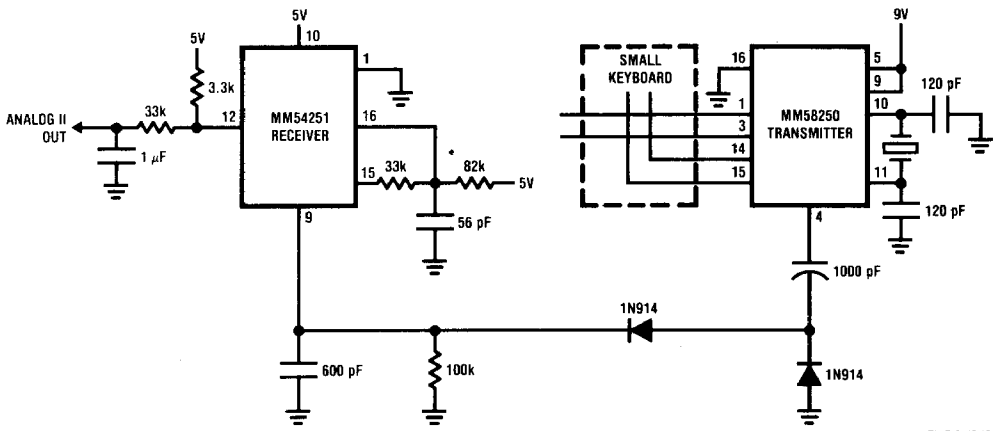 5V
10
5V
3.3k
1
ANALOG II
OUT
33k
12
MM54251
RECEIVER
16
1 μF
15
33k
82k
5V
9
56 pF
SMALL
KEYBOARD
9V
16
5
9
120 pF
1
MM58250
TRANSMITTER
10
3
14
15
11
120 pF
4
1000 pF
1N914
600 pF
100k
1N914